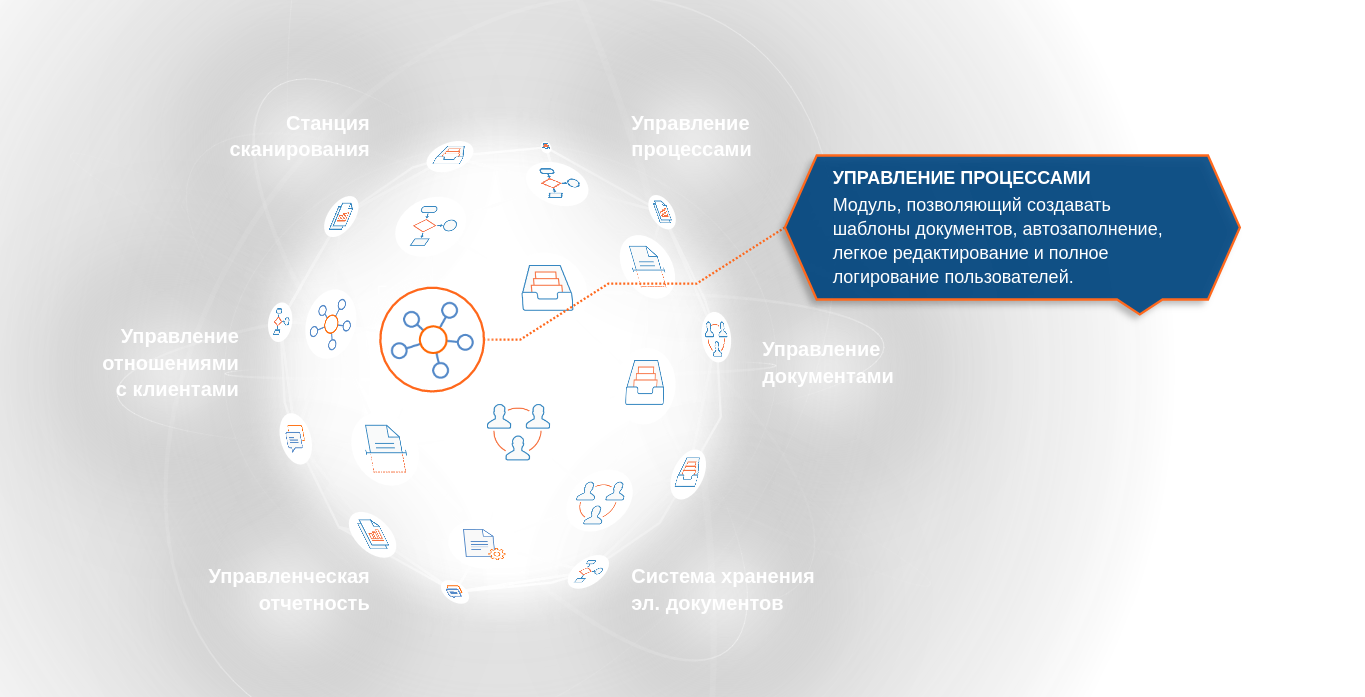 Станция
сканирования
Управление
процессами
УПРАВЛЕНИЕ ПРОЦЕССАМИ
Модуль, позволяющий создавать
шаблоны документов, автозаполнение,
легкое редактирование и полное
логирование пользователей.
Управление
отношениями
с клиентами
Управление
документами
Управленческая
отчетность
Система хранения
эл. документов